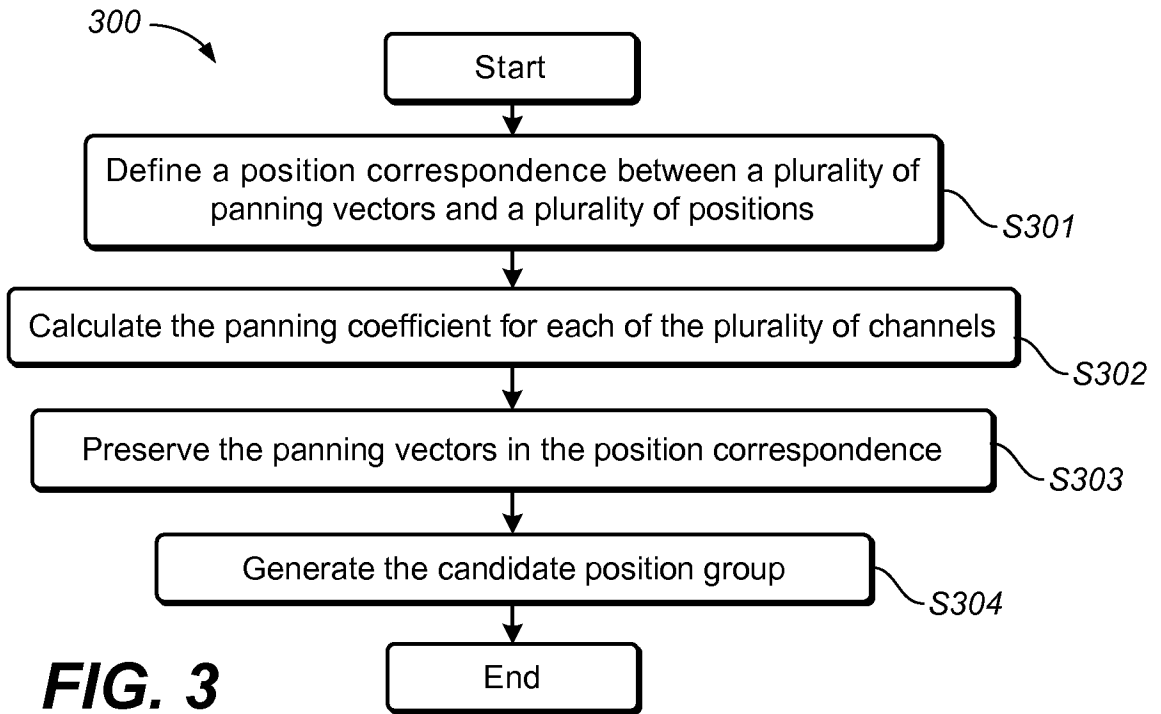 300
Start
Define a position correspondence between a plurality of
panning vectors and a plurality of positions
S301
Calculate the panning coefficient for each of the plurality of channels
S302
Preserve the panning vectors in the position correspondence
S303
Generate the candidate position group
S304
End
FIG. 3